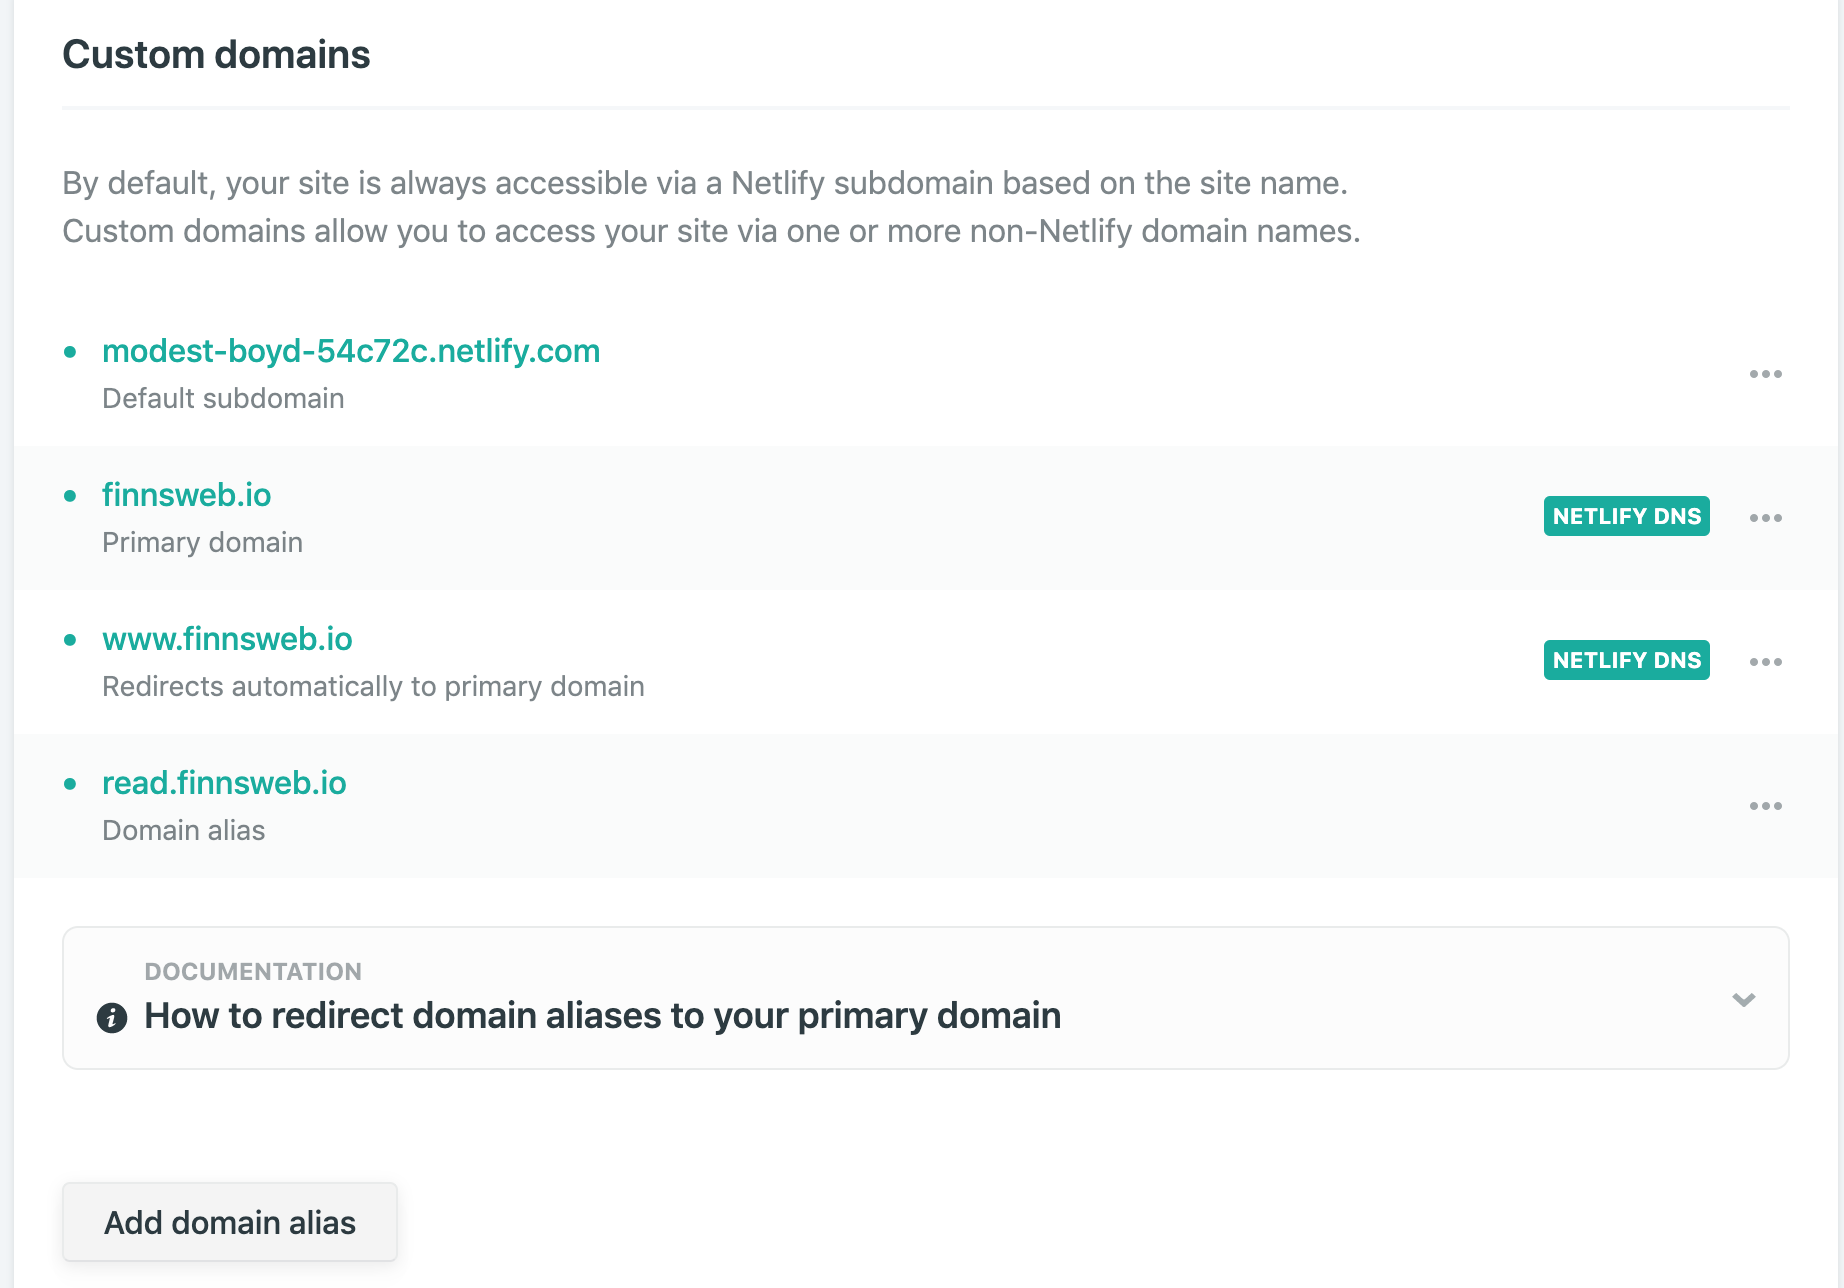 Custom domains
By default, your site is always accessible via a Netlify subdomain based on the site name.
Custom domains allow you to access your site via one or more non-Netlify domain names.
modest-boyd-54c72c.netlify.com
Default subdomain
finnsweb.io
Primary domain
NETLIFY DNS
www.finnsweb.io
Redirects automatically to primary domain
NETLIFY DNS
read.finnsweb.io
Domain alias
DOCUMENTATION
How to redirect domain aliases to your primary domain
Add domain alias